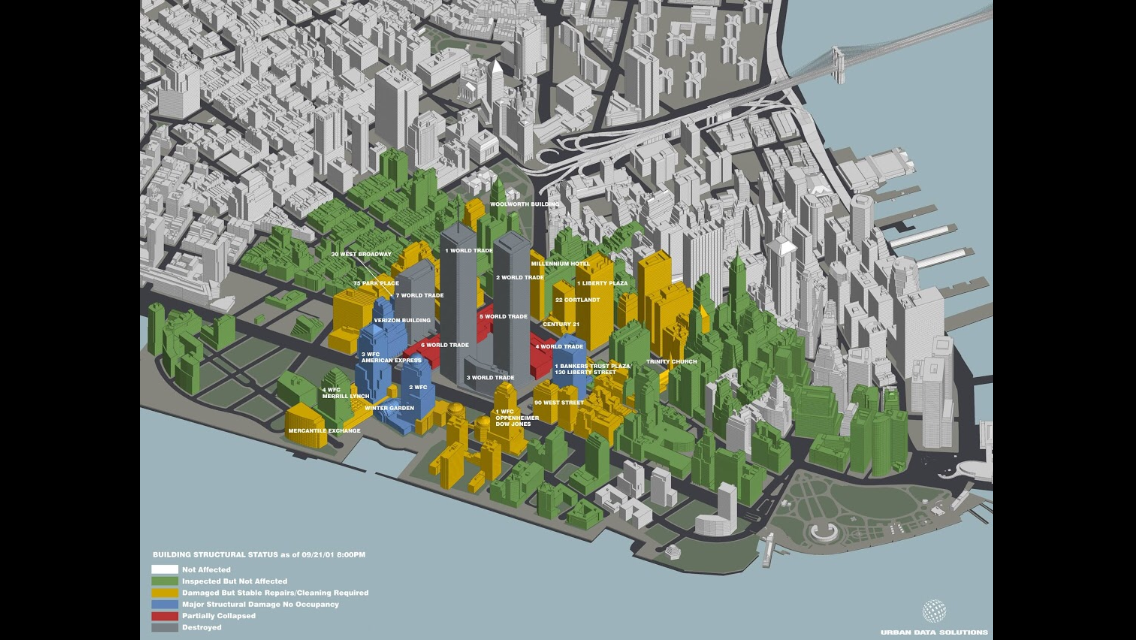 WOOLWORTH BUILDING
1 WORLD TRADE
30 WEST BROADWAY
MILLENNIUM HOTEL
2 WORLD TRADE
75 PARK PLACE
1 LIBERTY PLAZA
7 WORLD TRADE
22 CORTLANDT
5 WORLD TRADE
VERIZON BUILDING
CENTURY 21
6 WORLD TRADE
4 WORLD TRADE
3 WFC
AMERICAN EXPRESS
TRINITY CHURCH
1 BANKERS TRUST PLAZA
130 LIBERTY STREET
3 WORLD TRADE
2 WFC
4 WFC
MERRILL LYNCH
90 WEST STREET
WINTER GARDEN
1 WFC
OPPENHEIMER
DOW JONES
MERCANTILE EXCHANGE
BUILDING STRUCTURAL STATUS as of 09/21/01 8:00PM
Not Affected
Inspected But Not Affected
Damaged But Stable Repairs/Cleaning Required
Major Structural Damage No Occupancy
Partially Collapsed
Destroyed
URBAN DATA SOLUTIONS